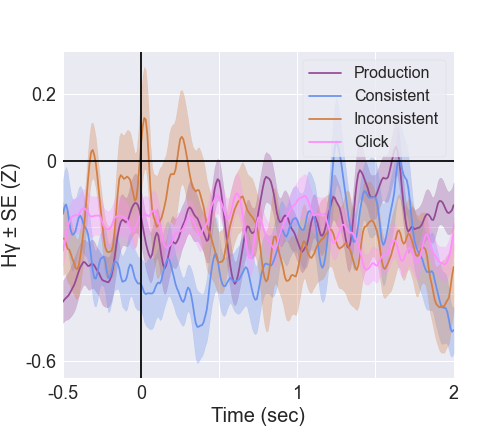 Production
Consistent
Inconsistent
Click
0.2
0
-0.6
Hγ ± SE (Z)
-0.5
0
1
2
Time (sec)